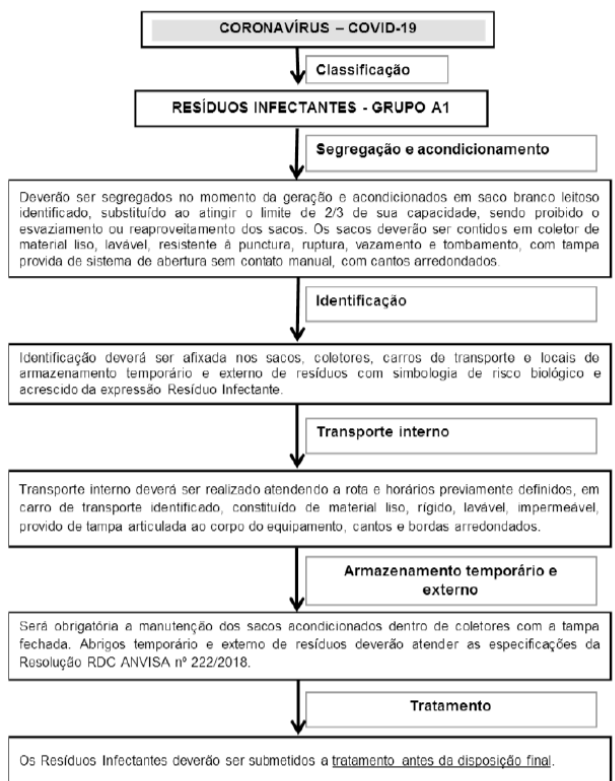 CORONAVÍRUS – COVID-19
Classificação
RESÍDUOS INFECTANTES - GRUPO A1
Segregação e acondicionamento
Deverão ser segregados no momento da geração e acondicionados em saco branco leitoso
identificado, substituído ao atingir o limite de 2/3 de sua capacidade, sendo proibido o
esvaziamento ou reaproveitamento dos sacos. Os sacos deverão ser contidos em coletor de
material liso, lavável, resistente à punctura, ruptura, vazamento e tombamento, com tampa
provida de sistema de abertura sem contato manual, com cantos arredondados.
Identificação
Identificação deverá ser afixada nos sacos, coletores, carros de transporte e locais de
armazenamento temporário e externo de resíduos com simbologia de risco biológico e
acrescido da expressão Resíduo Infectante.
Transporte interno
Transporte interno deverá ser realizado atendendo a rota e horários previamente definidos, em
carro de transporte identificado, constituído de material liso, rígido, lavável, impermeável,
provido de tampa articulada ao corpo do equipamento, cantos e bordas arredondados.
Armazenamento temporário e
externo
Será obrigatória a manutenção dos sacos acondicionados dentro de coletores com a tampa
fechada. Abrigos temporário e externo de resíduos deverão atender as especificações da
Resolução RDC ANVISA nº 222/2018.
Tratamento
Os Resíduos Infectantes deverão ser submetidos a tratamento antes da disposição final.